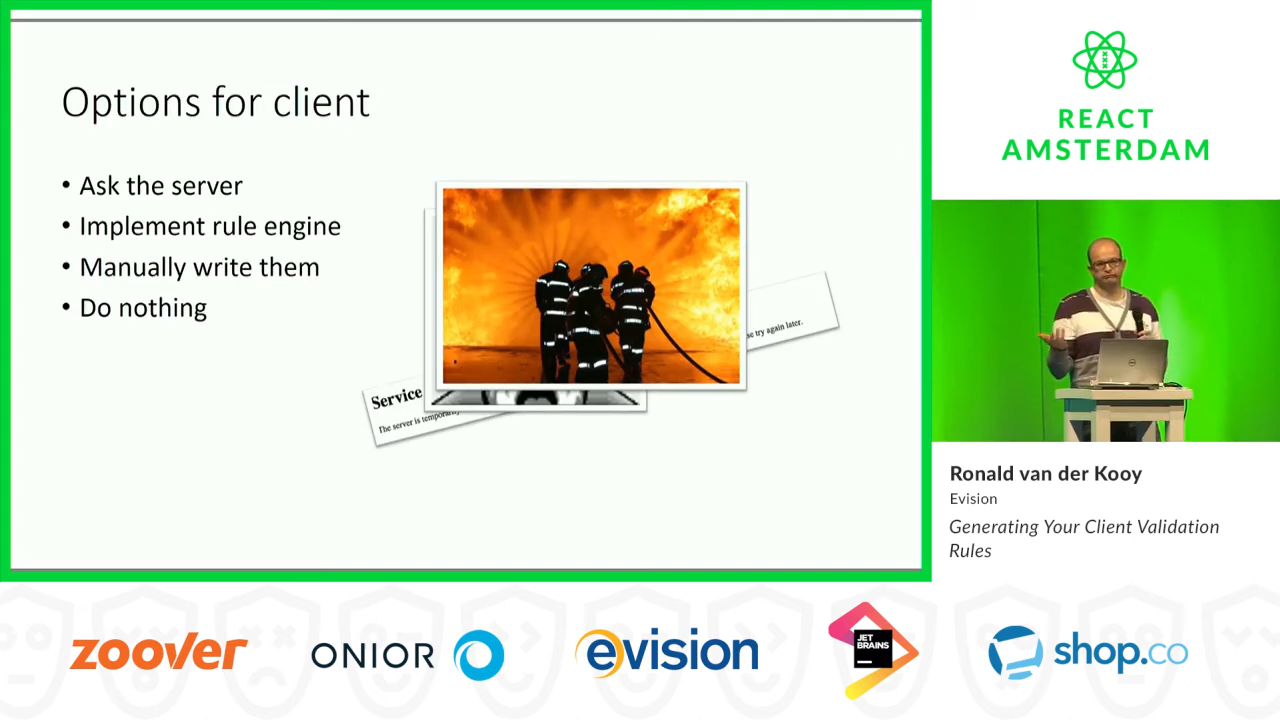 Options for client
• Ask the server
• Implement rule engine
• Manually write them
• Do nothing
se try again later.
Service
The server is temporarily
REACT
AMSTERDAM
Ronald van der Kooy
Evision
Generating Your Client Validation
Rules
zoover
ONIOR
evision
JET
BRAINS
shop.co